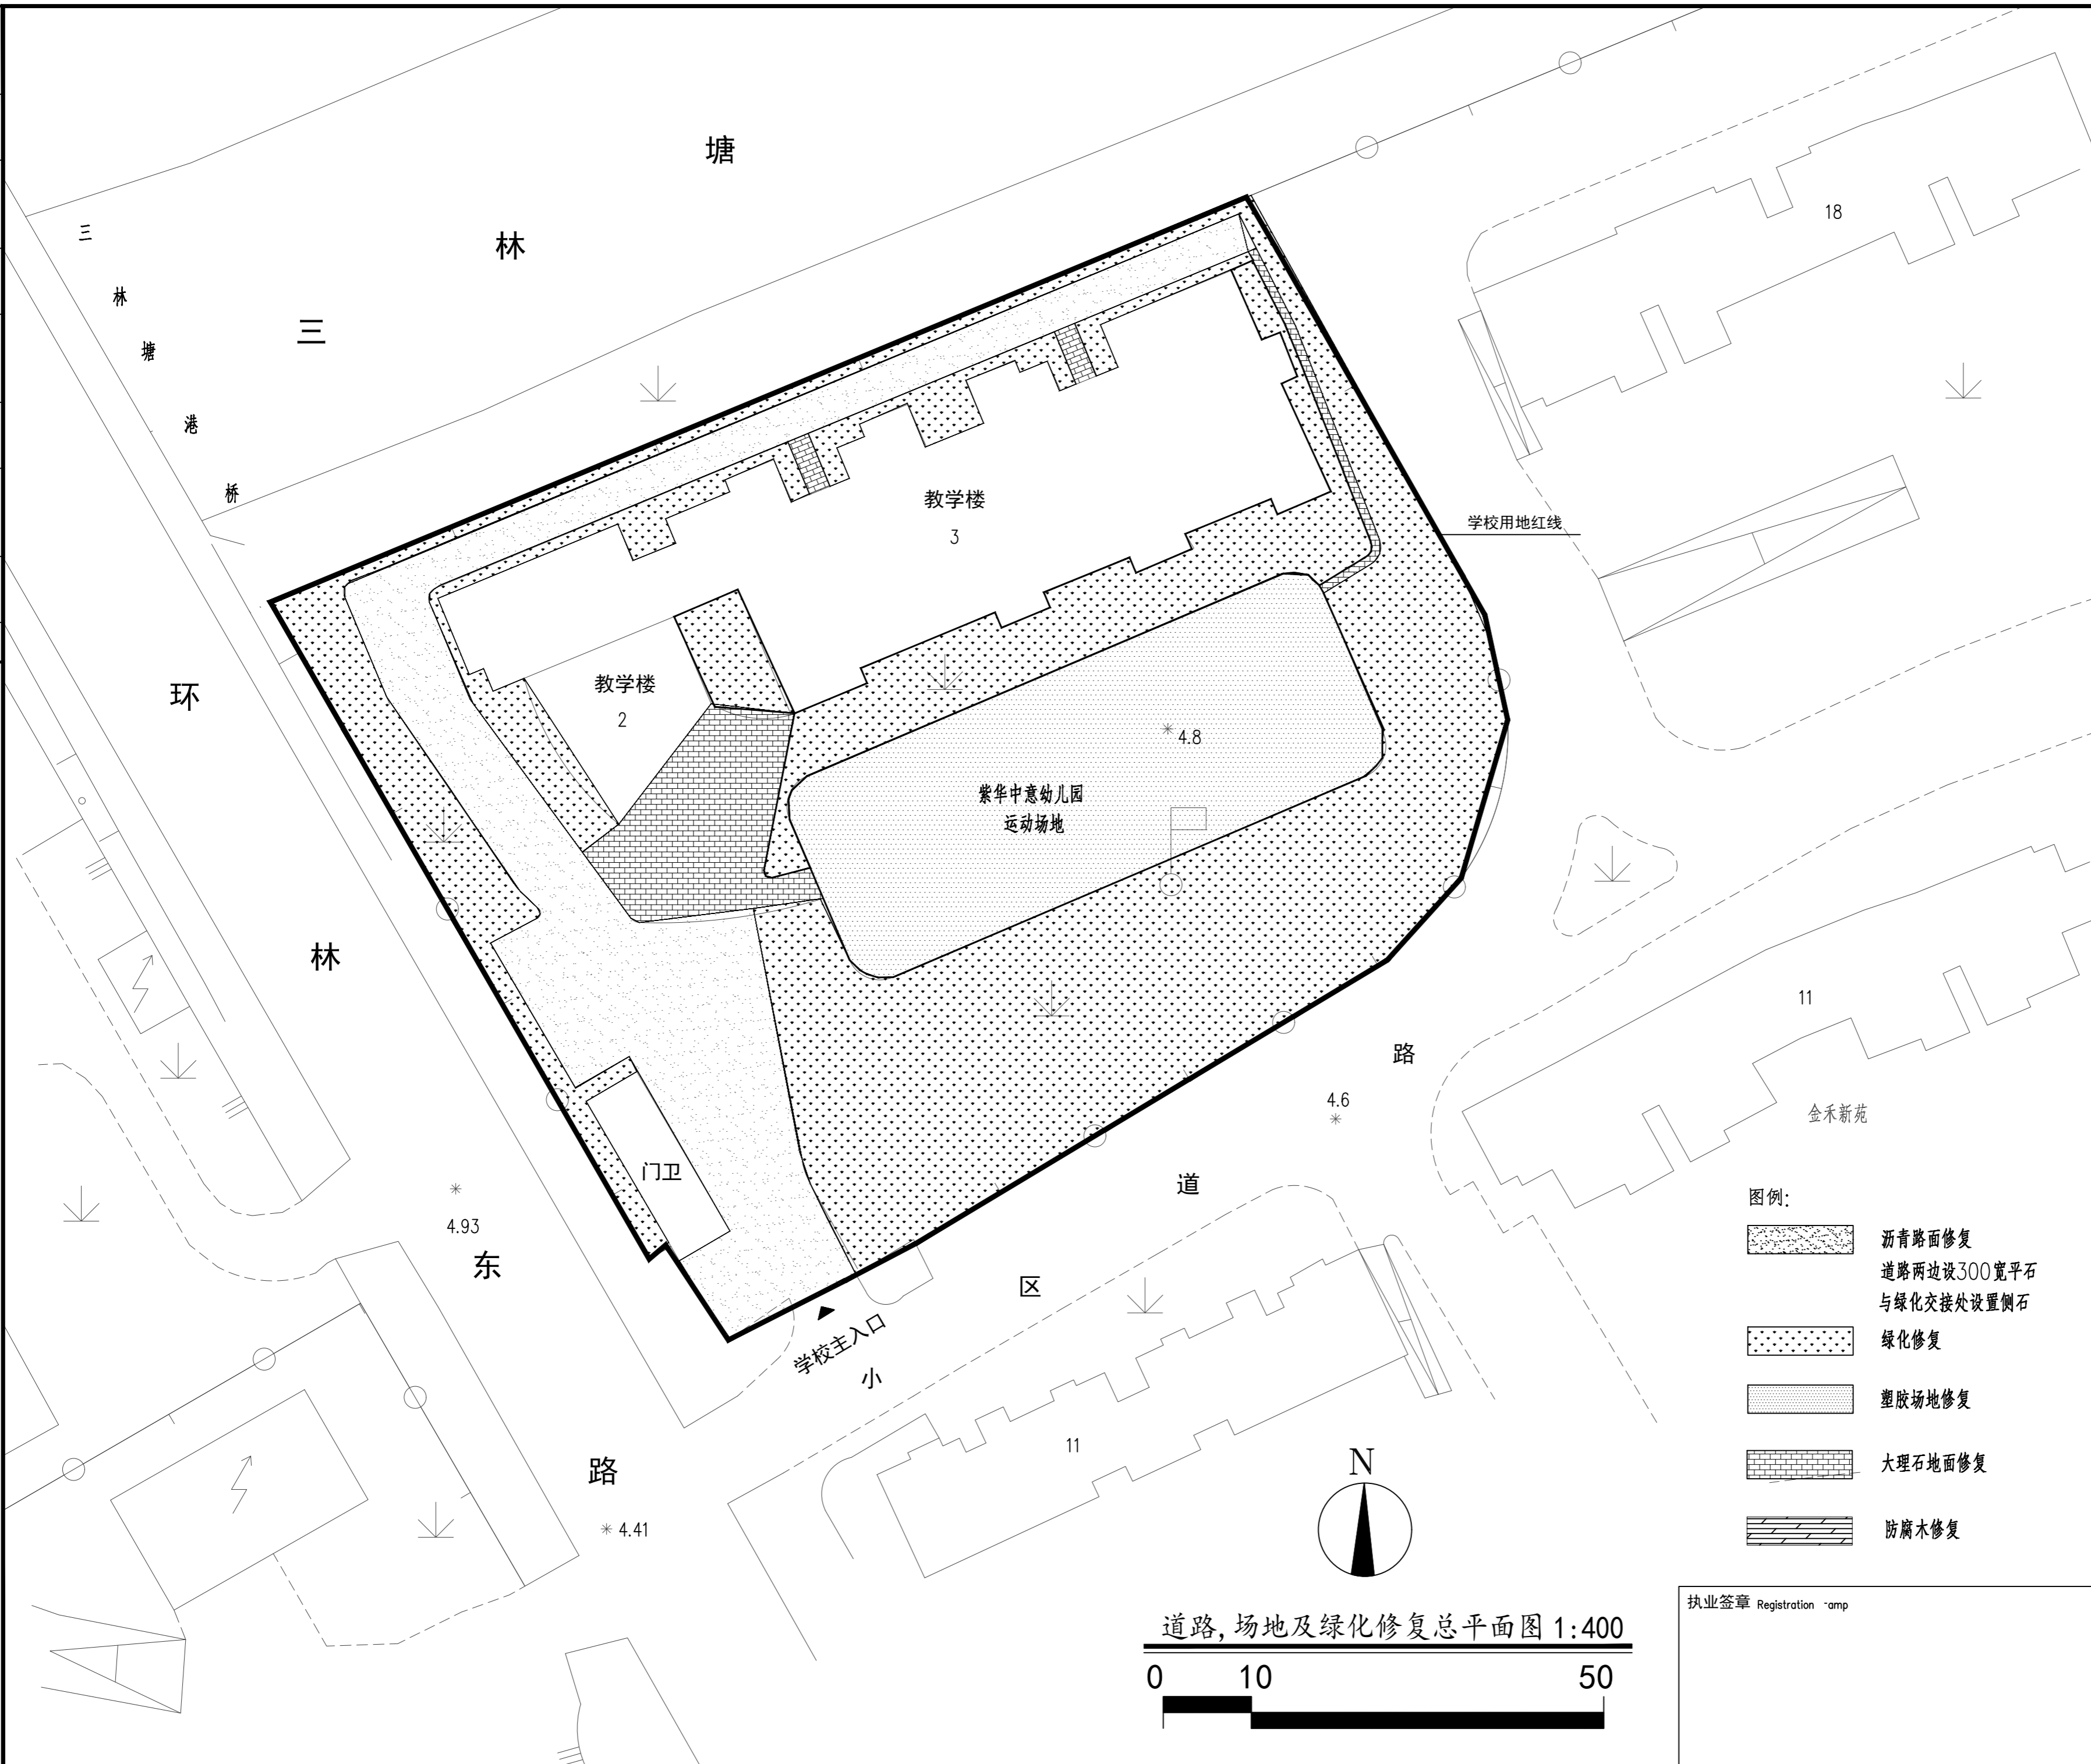 塘
林
三
三
林
塘
港
桥
18
教学楼
3
学校用地红线
教学楼
2
环
林
东
路
4.8
紫华中意幼儿园
运动场地
11
路
4.6
金禾新苑
道
区
小
门卫
4.93
学校主入口
11
4.41
图例:
沥青路面修复
道路两边设300宽平石
与绿化交接处设置侧石
绿化修复
塑胶场地修复
大理石地面修复
防腐木修复
N
道路,场地及绿化修复总平面图 1:400
0 10 50
执业签章 Registration -amp